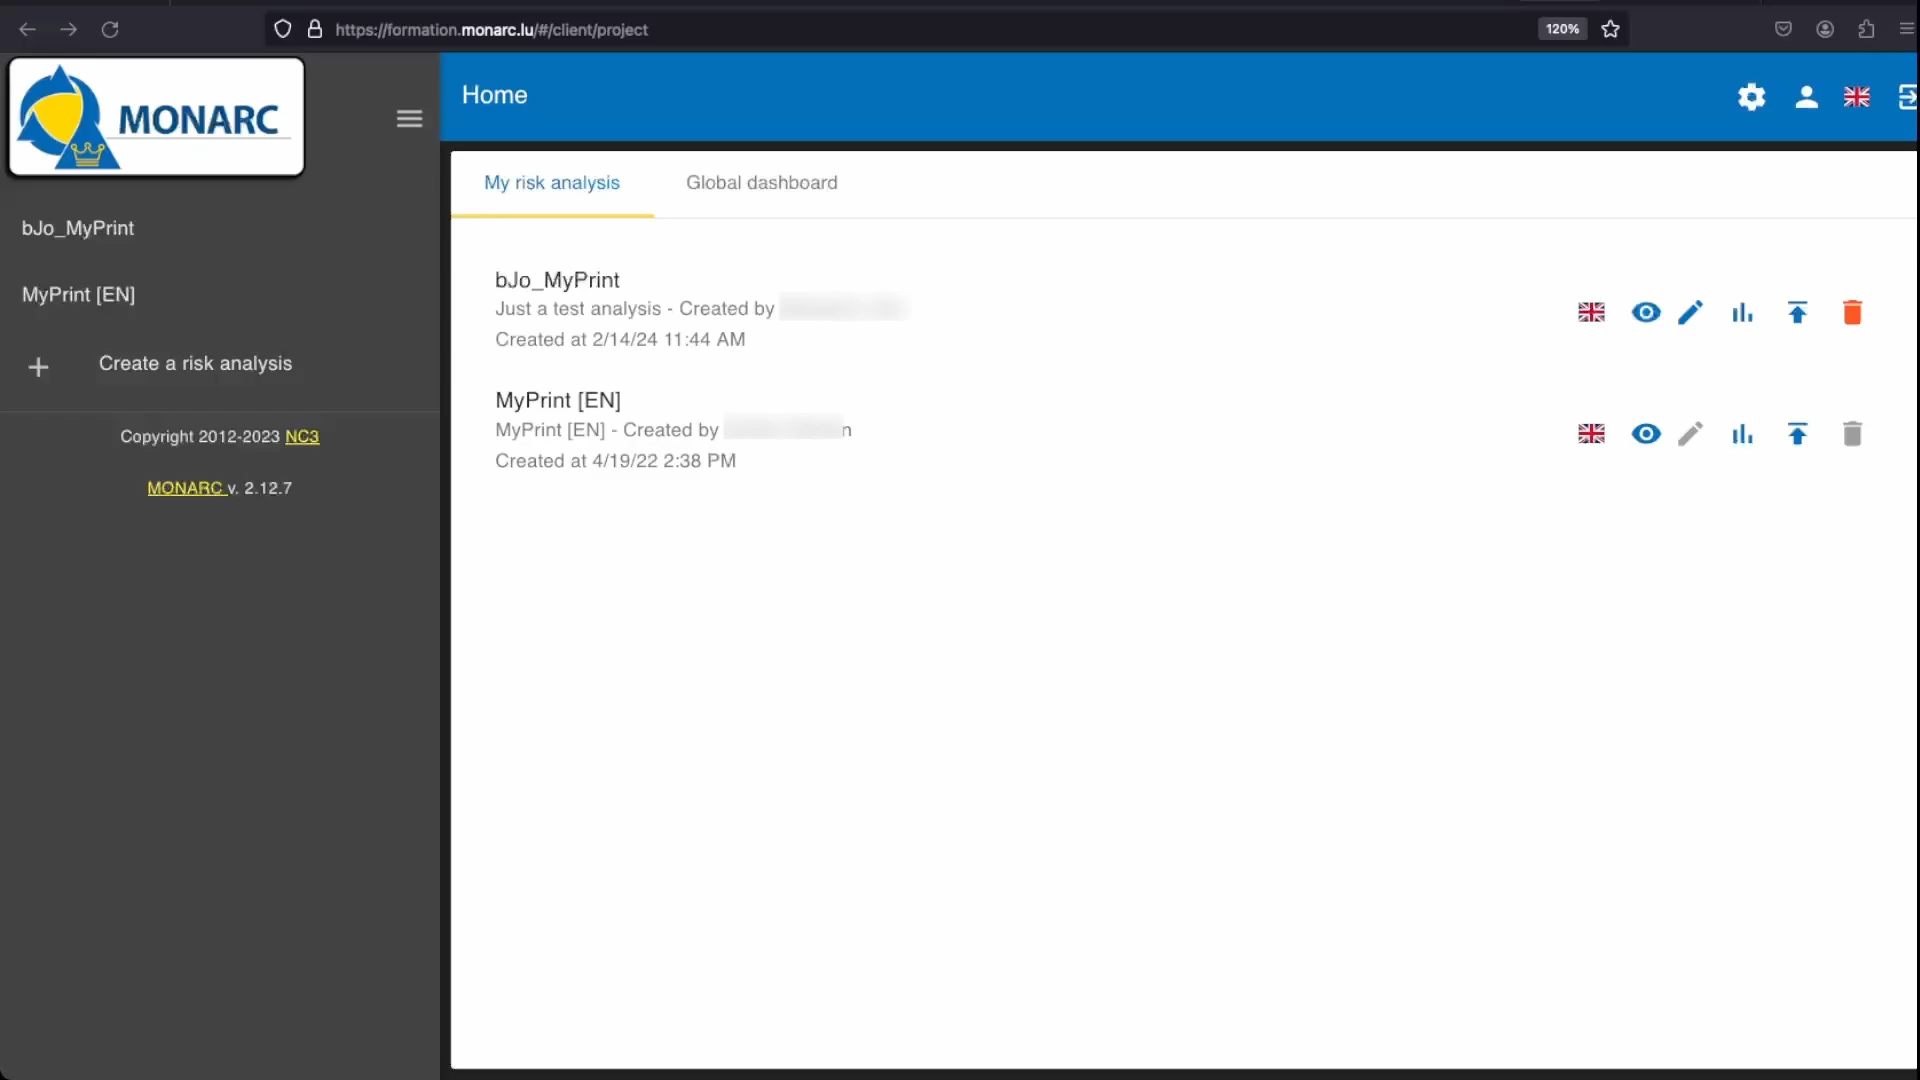 https://formation.monarc.lu/#/client/project
120%
MONARC
Home
My risk analysis
Global dashboard
bJo_MyPrint
MyPrint [EN]
Create a risk analysis
Copyright 2012-2023 NC3
MONARC v. 2.12.7
bJo_MyPrint
Just a test analysis - Created by
Created at 2/14/24 11:44 AM
MyPrint [EN]
MyPrint [EN] - Created by
Created at 4/19/22 2:38 PM